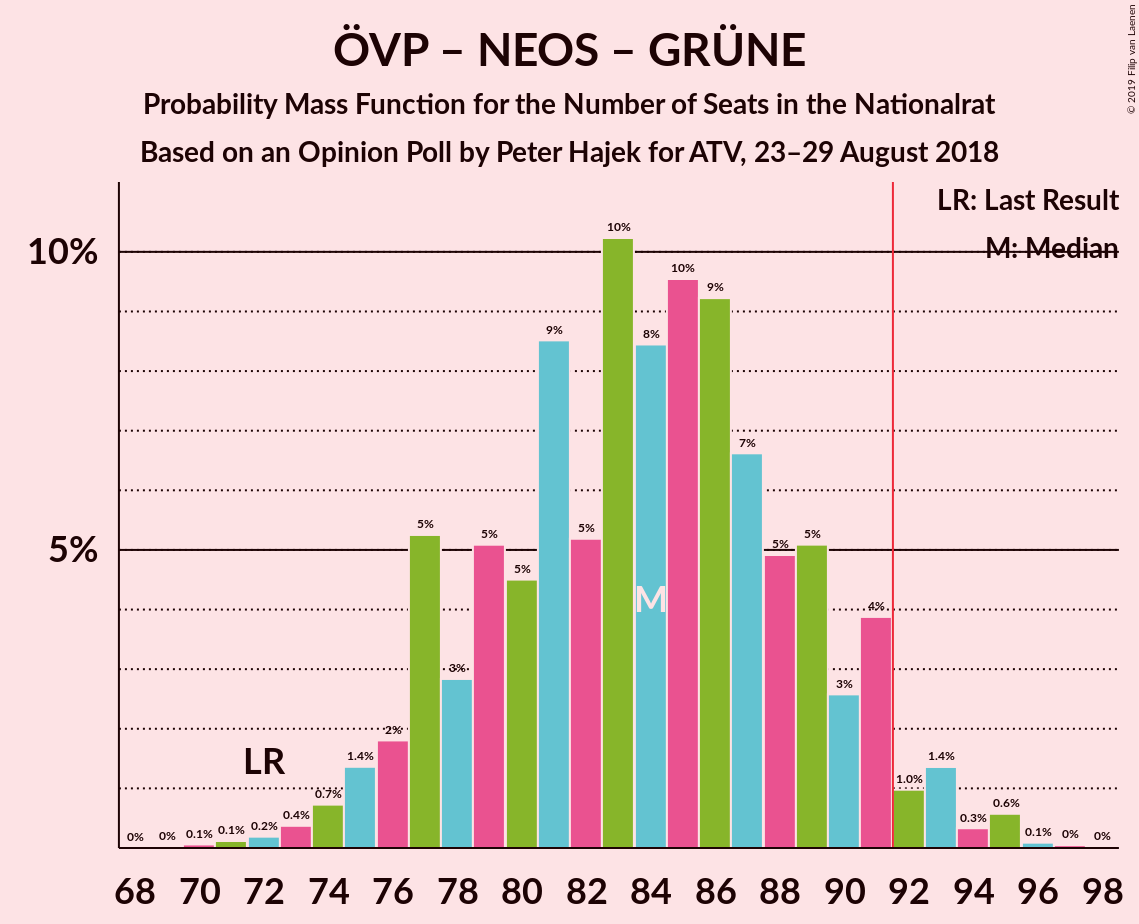 ÖVP – NEOS – GRÜNE
Probability Mass Function for the Number of Seats in the Nationalrat
Based on an Opinion Poll by Peter Hajek for ATV, 23–29 August 2018
© 2019 Filip van Laenen
LR: Last Result
M: Median
10%
5%
0% 0% 0.1% 0.1% 0.2% 0.4% 0.7% 1.4% 2% 5% 3% 5% 5% 9% 5% 10% 8% 10% 9% 7% 5% 5% 3% 4% 1.0% 1.4% 0.3% 0.6% 0.1% 0% 0%
LR
M
68 70 72 74 76 78 80 82 84 86 88 90 92 94 96 98